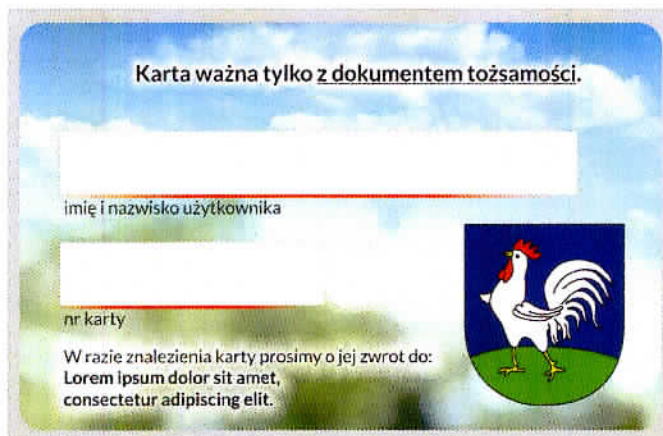 Karta ważna tylko z dokumentem tożsamości.
imię i nazwisko użytkownika
nr karty
W razie znalezienia karty prosimy o jej zwrot do:
Lorem ipsum dolor sit amet,
consectetur adipiscing elit.